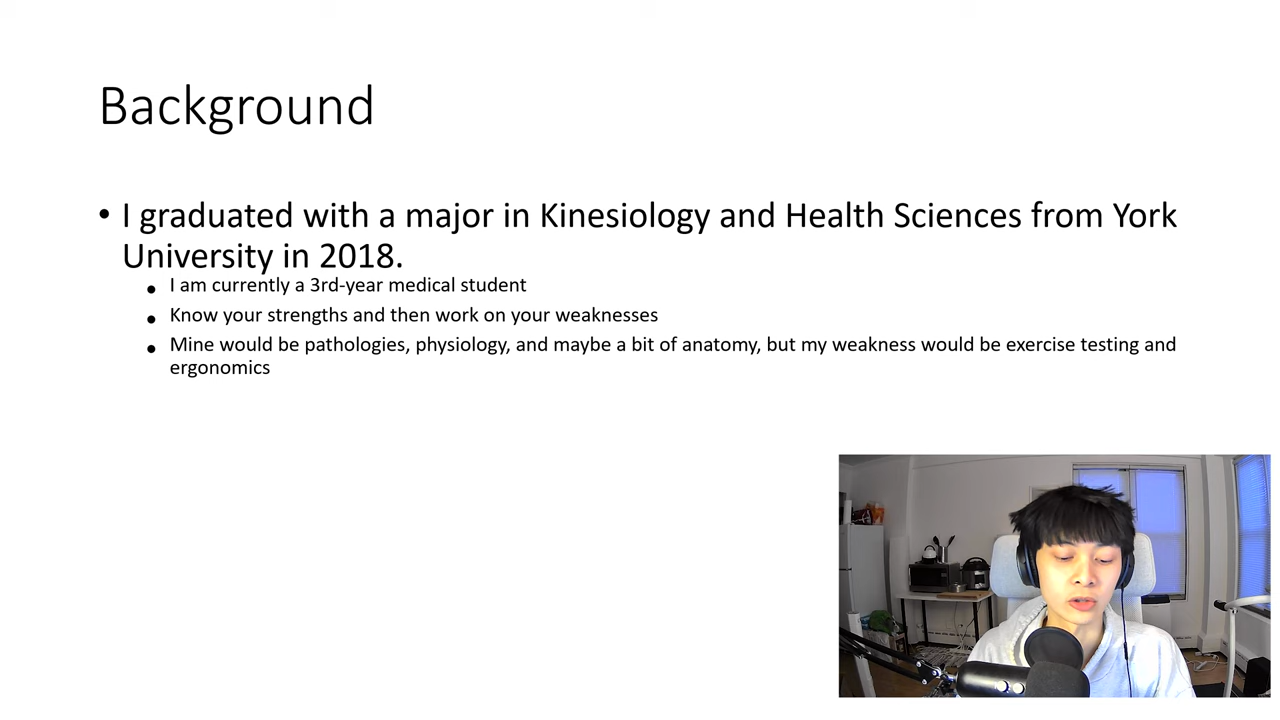 Background
• I graduated with a major in Kinesiology and Health Sciences from York
University in 2018.
• I am currently a 3rd-year medical student
• Know your strengths and then work on your weaknesses
• Mine would be pathologies, physiology, and maybe a bit of anatomy, but my weakness would be exercise testing and
ergonomics